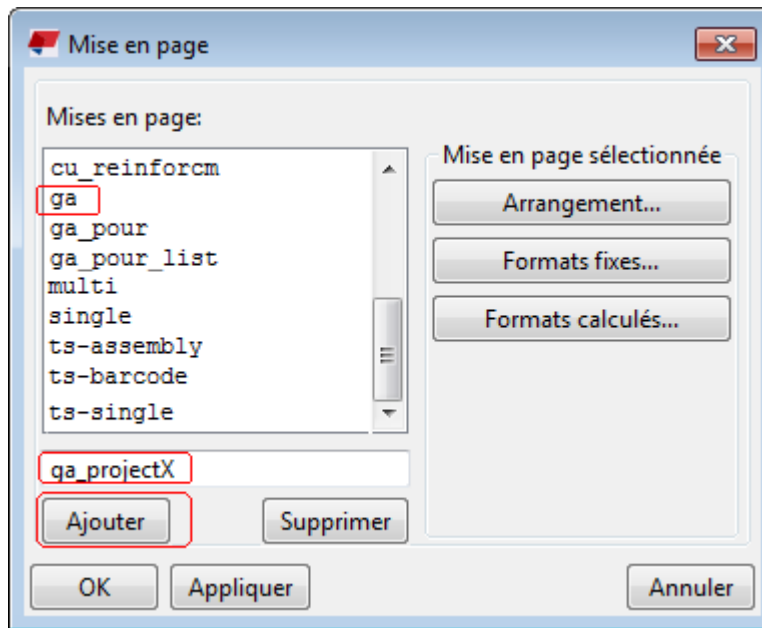 Mise en page
Mises en page:
cu_reinforcm
ga
ga_pour
ga_pour_list
multi
single
ts-assembly
ts-barcode
ts-single
ga_projectX
Ajouter
Supprimer
Mise en page sélectionnée
Arrangement...
Formats fixes...
Formats calculés...
OK
Appliquer
Annuler